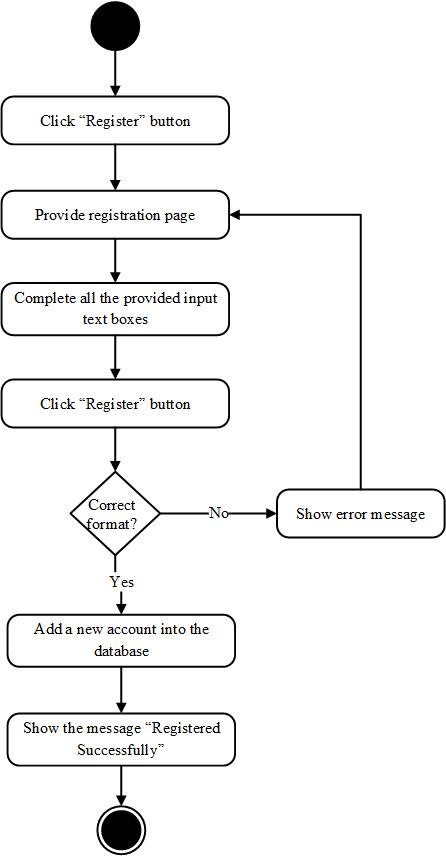 Click “Register” button
Provide registration page
Complete all the provided input
text boxes
Click “Register” button
Correct
format?
No
Show error message
Yes
Add a new account into the
database
Show the message “Registered
Successfully”